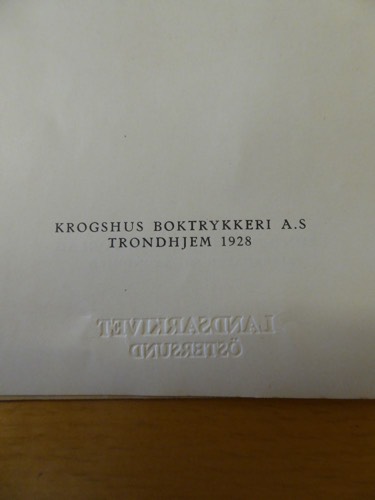 KROGSHUS BOKTRYKKERI A.S
TRONDHJEM 1928
LANDSARKIVET
ÖSTERSUND